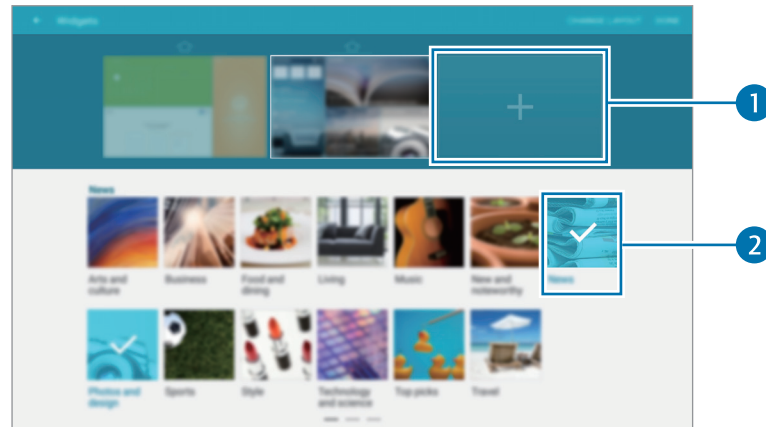 Widgets
CHANGE LAYOUT DONE
1
News
2
Arts and
culture
Business
Food and
dining
Living
Music
New and
noteworthy
News
Photos and
design
Sports
Style
Technology
and science
Top picks
Travel